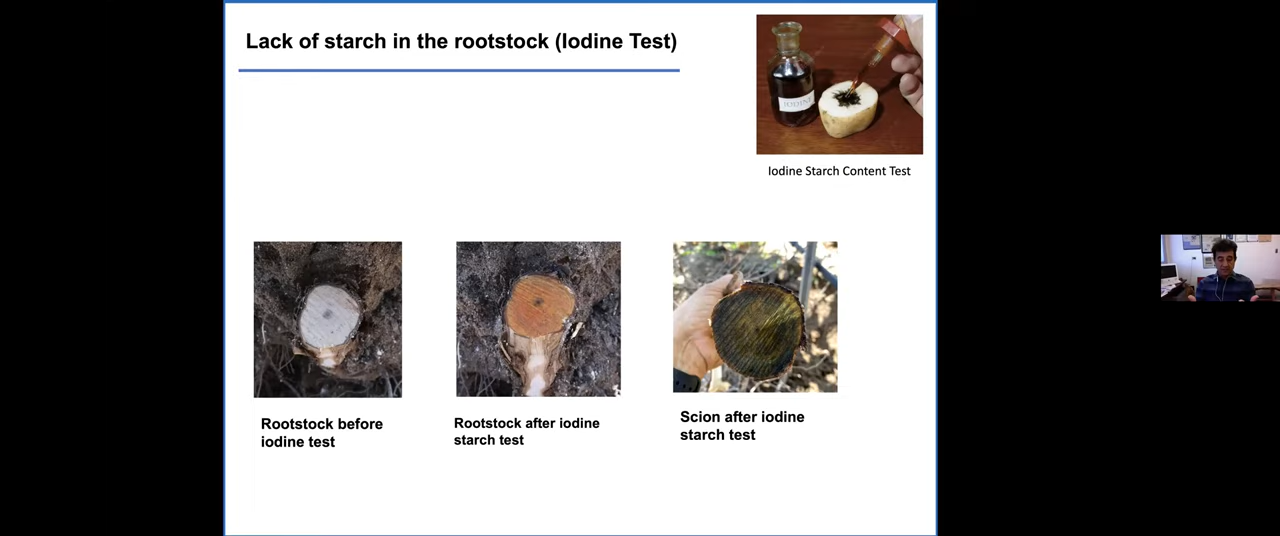 Lack of starch in the rootstock (Iodine Test)
IODINE
Iodine Starch Content Test
Rootstock before
iodine test
Rootstock after iodine
starch test
Scion after iodine
starch test